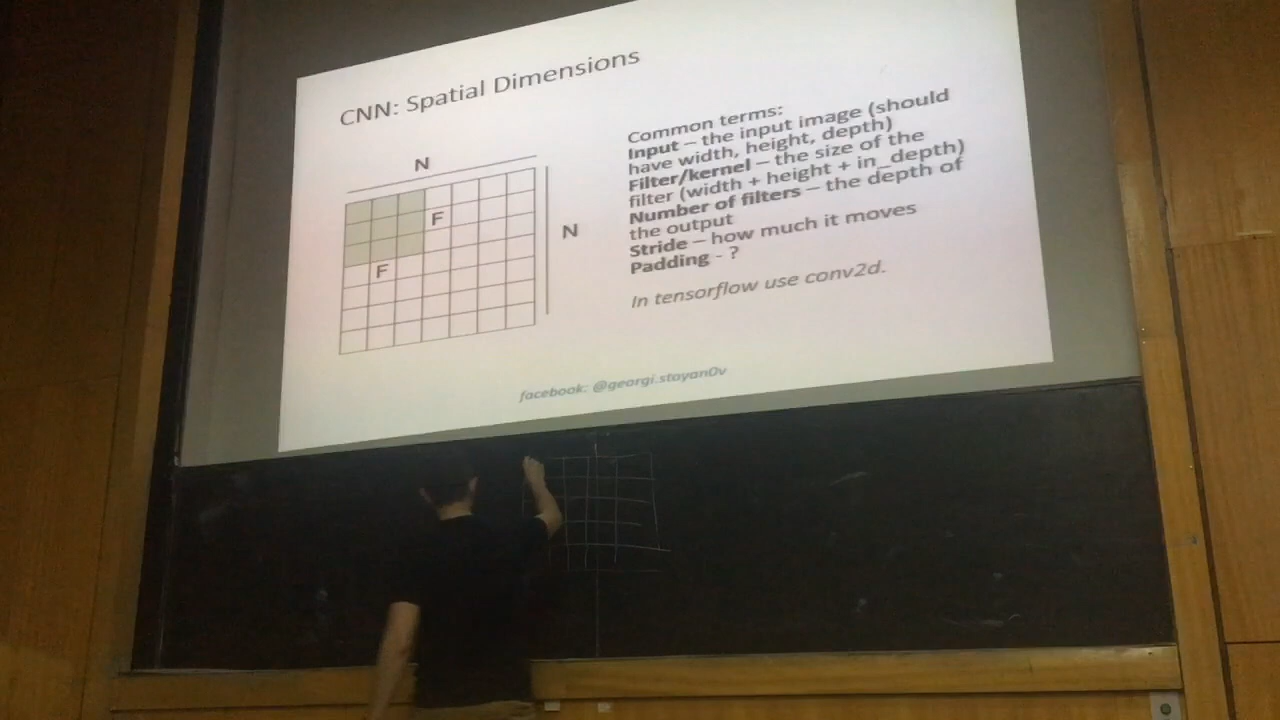 CNN: Spatial Dimensions
N
F
N
F
Common terms:
Input – the input image (should
have width, height, depth)
Filter/kernel – the size of the
filter (width + height + in_depth)
Number of filters – the depth of
the output
Stride – how much it moves
Padding - ?
In tensorflow use conv2d.
facebook: @georgi.stoyan0v